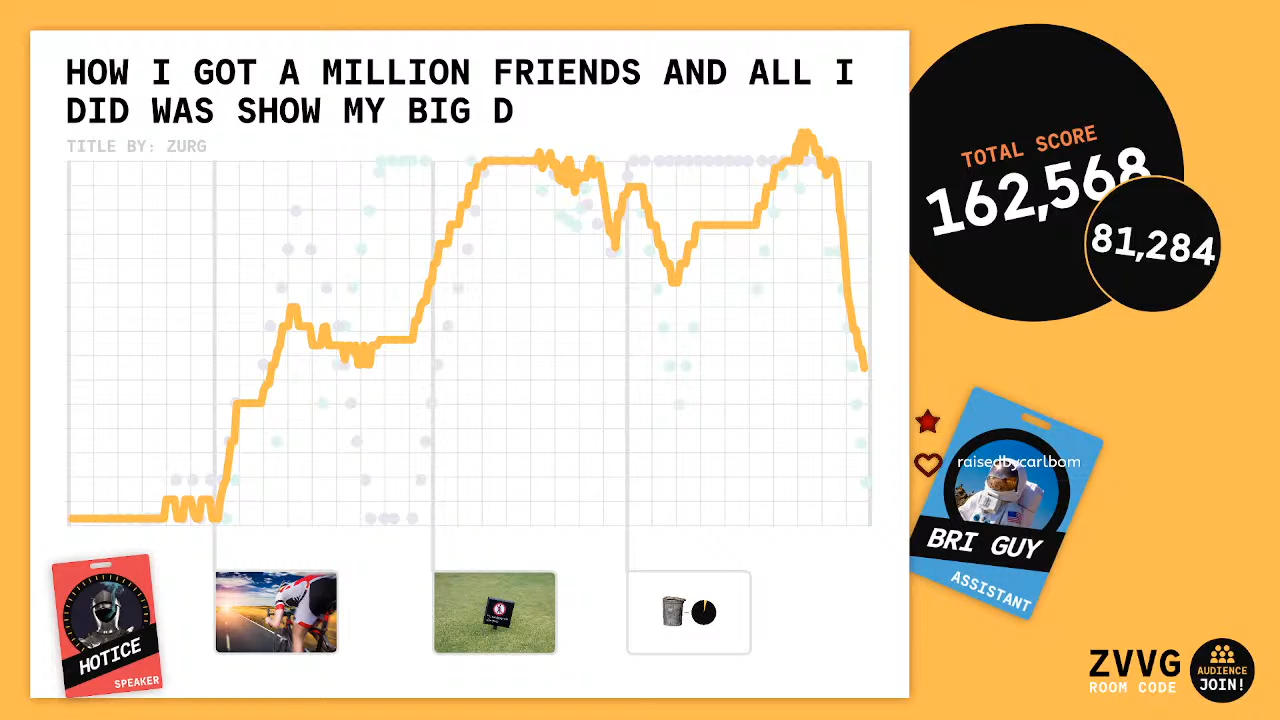 HOW I GOT A MILLION FRIENDS AND ALL I
DID WAS SHOW MY BIG D
TITLE BY: ZURG
TOTAL SCORE
162,568
81,284
raisedbycarlbom
BRI GUY
ASSISTANT
HOTICE
SPEAKER
ZVVG
ROOM CODE
AUDIENCE
JOIN!